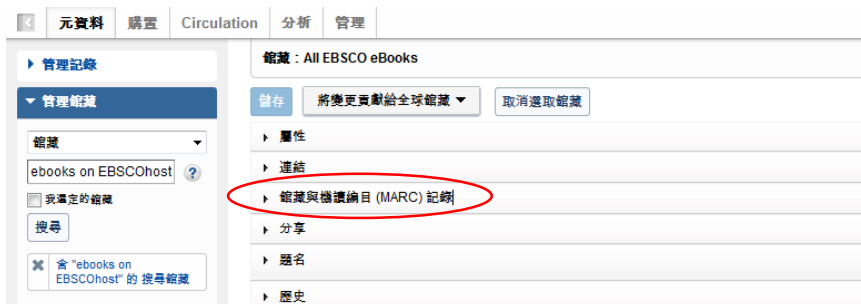 元資料 購置 Circulation 分析 管理
管理記錄
管理館藏
館藏
ebooks on EBSCOhost ?
我選定的館藏
搜尋
含 "ebooks on
EBSCOhost" 的 搜尋館藏
館藏：All EBSCO eBooks
儲存 將變更貢獻給全球館藏 取消選取館藏
屬性
連結
館藏與機讀編目 (MARC) 記錄
分享
題名
歷史